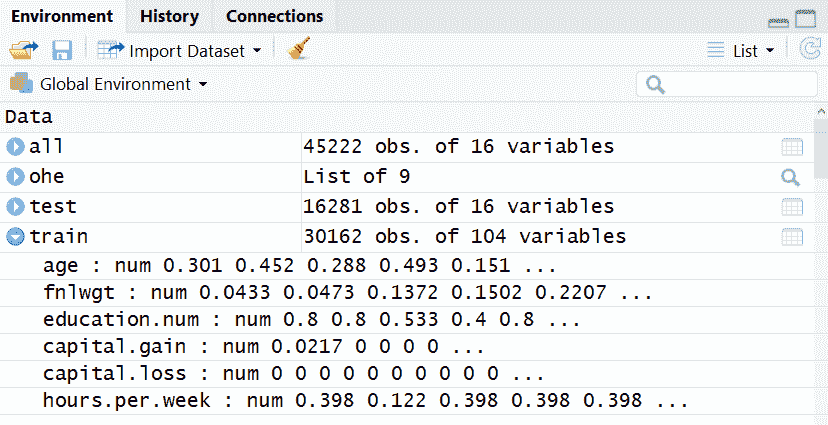 Environment History Connections
Import Dataset List
Global Environment
Data
all 45222 obs. of 16 variables
ohe List of 9
test 16281 obs. of 16 variables
train 30162 obs. of 104 variables
age : num 0.301 0.452 0.288 0.493 0.151 ...
fnlwgt : num 0.0433 0.0473 0.1372 0.1502 0.2207 ...
education.num : num 0.8 0.8 0.533 0.4 0.8 ...
capital.gain : num 0.0217 0 0 0 0 ...
capital.loss : num 0 0 0 0 0 0 0 0 0 0 ...
hours.per.week : num 0.398 0.122 0.398 0.398 0.398 ...